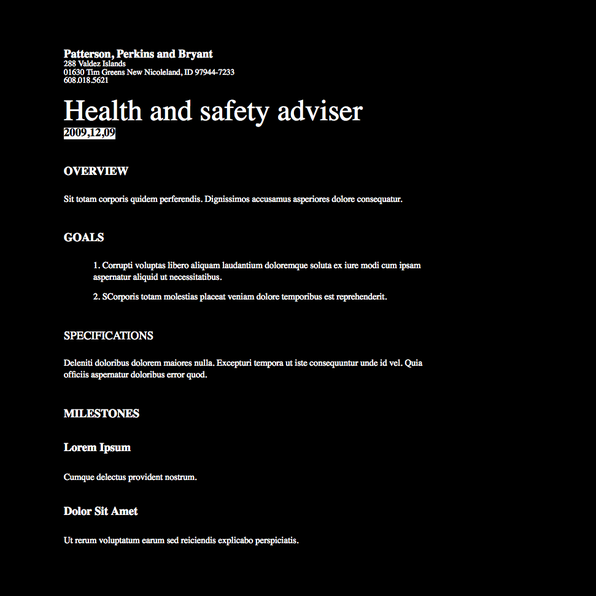 Patterson, Perkins and Bryant
288 Valdez Islands
01630 Tim Greens New Nicoleland, ID 97944-7233
608.018.5621
Health and safety adviser
2009,12,09
OVERVIEW
Sit totam corporis quidem perferendis. Dignissimos accusamus asperiores dolore consequatur.
GOALS
1. Corrupti voluptas libero aliquam laudantium doloremque soluta ex iure modi cum ipsam
aspernatur aliquid ut necessitatibus.
2. SCorporis totam molestias placeat veniam dolore temporibus est reprehenderit.
SPECIFICATIONS
Deleniti doloribus dolorem maiores nulla. Excepturi tempora ut iste consequuntur unde id vel. Quia
officiis aspernatur doloribus error quod.
MILESTONES
Lorem Ipsum
Cumque delectus provident nostrum.
Dolor Sit Amet
Ut rerum voluptatum earum sed reiciendis explicabo perspiciatis.